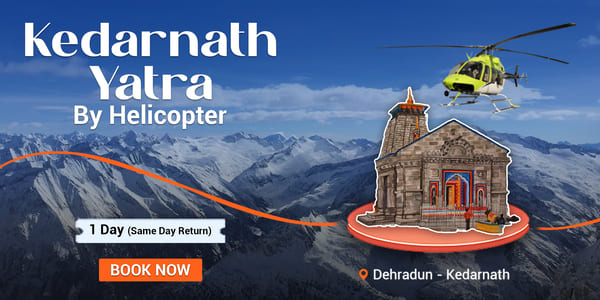 Kedarnath
Yatra
By Helicopter
1 Day (Same Day Return)
BOOK NOW
Dehradun - Kedarnath